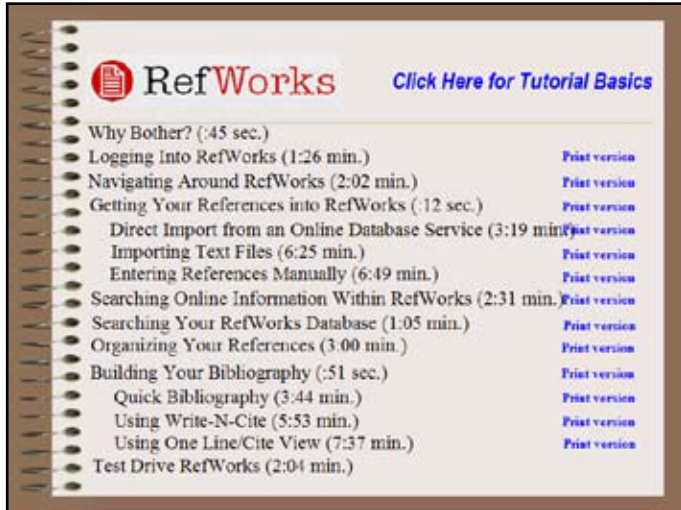 RefWorks Click Here for Tutorial Basics
Why Bother? (:45 sec.)
Logging Into RefWorks (1:26 min.) Print version
Navigating Around RefWorks (2:02 min.) Print version
Getting Your References into RefWorks (:12 sec.) Print version
Direct Import from an Online Database Service (3:19 min.) Print version
Importing Text Files (6:25 min.) Print version
Entering References Manually (6:49 min.) Print version
Searching Online Information Within RefWorks (2:31 min.) Print version
Searching Your RefWorks Database (1:05 min.) Print version
Organizing Your References (3:00 min.) Print version
Building Your Bibliography (:51 sec.) Print version
Quick Bibliography (3:44 min.) Print version
Using Write-N-Cite (5:53 min.) Print version
Using One Line/Cite View (7:37 min.) Print version
Test Drive RefWorks (2:04 min.)